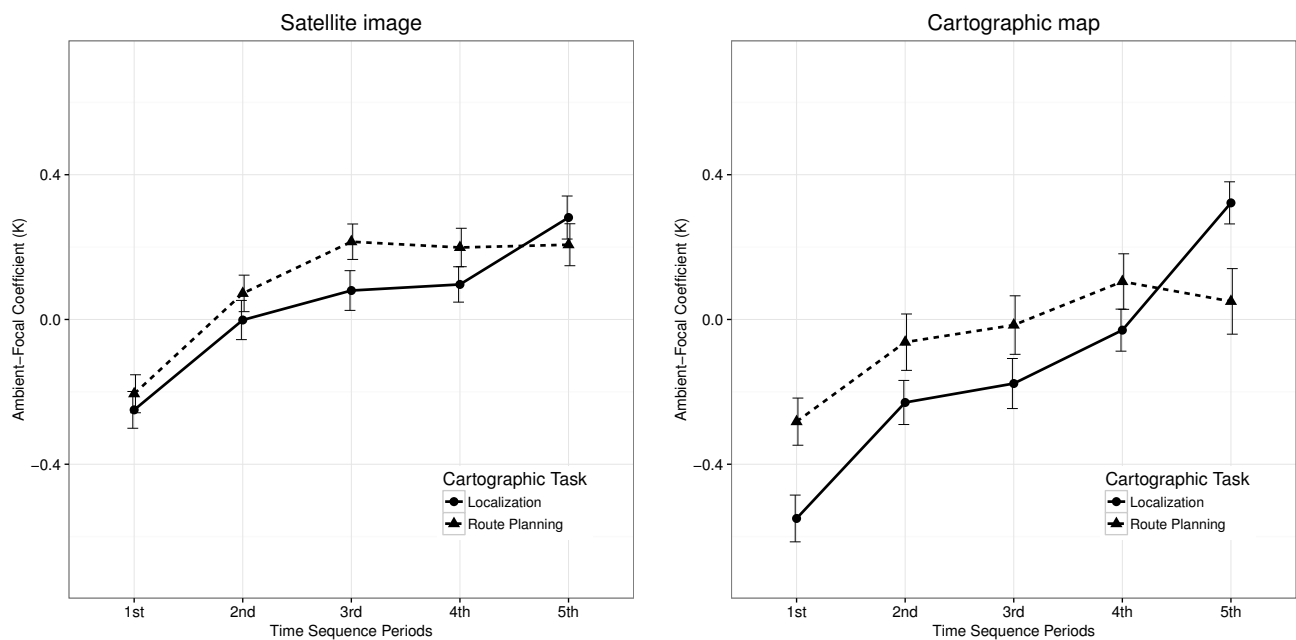 Satellite image
Ambient−Focal Coefficient (K)
0.4
0.0
−0.4
Cartographic Task
Localization
Route Planning
1st 2nd 3rd 4th 5th
Time Sequence Periods
Cartographic map
Ambient−Focal Coefficient (K)
0.4
0.0
−0.4
Cartographic Task
Localization
Route Planning
1st 2nd 3rd 4th 5th
Time Sequence Periods